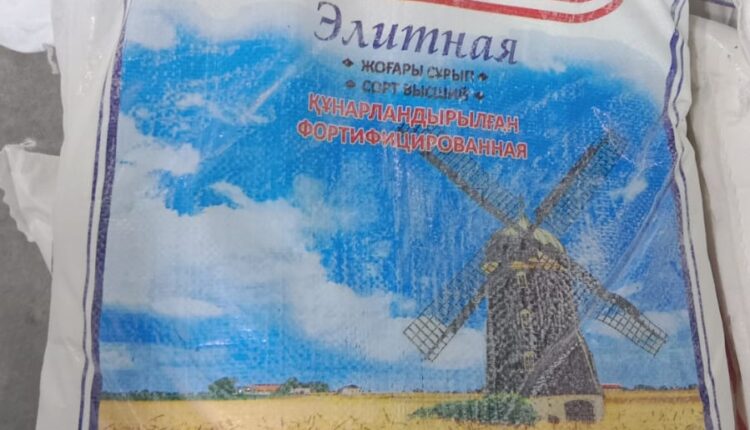 Элитная
ЖОҒАРЫ СҰРЫП
СОРТ ВЫСШИЙ
ҚҰНАРЛАНДЫРЫЛҒАН
ФОРТИФИЦИРОВАННАЯ